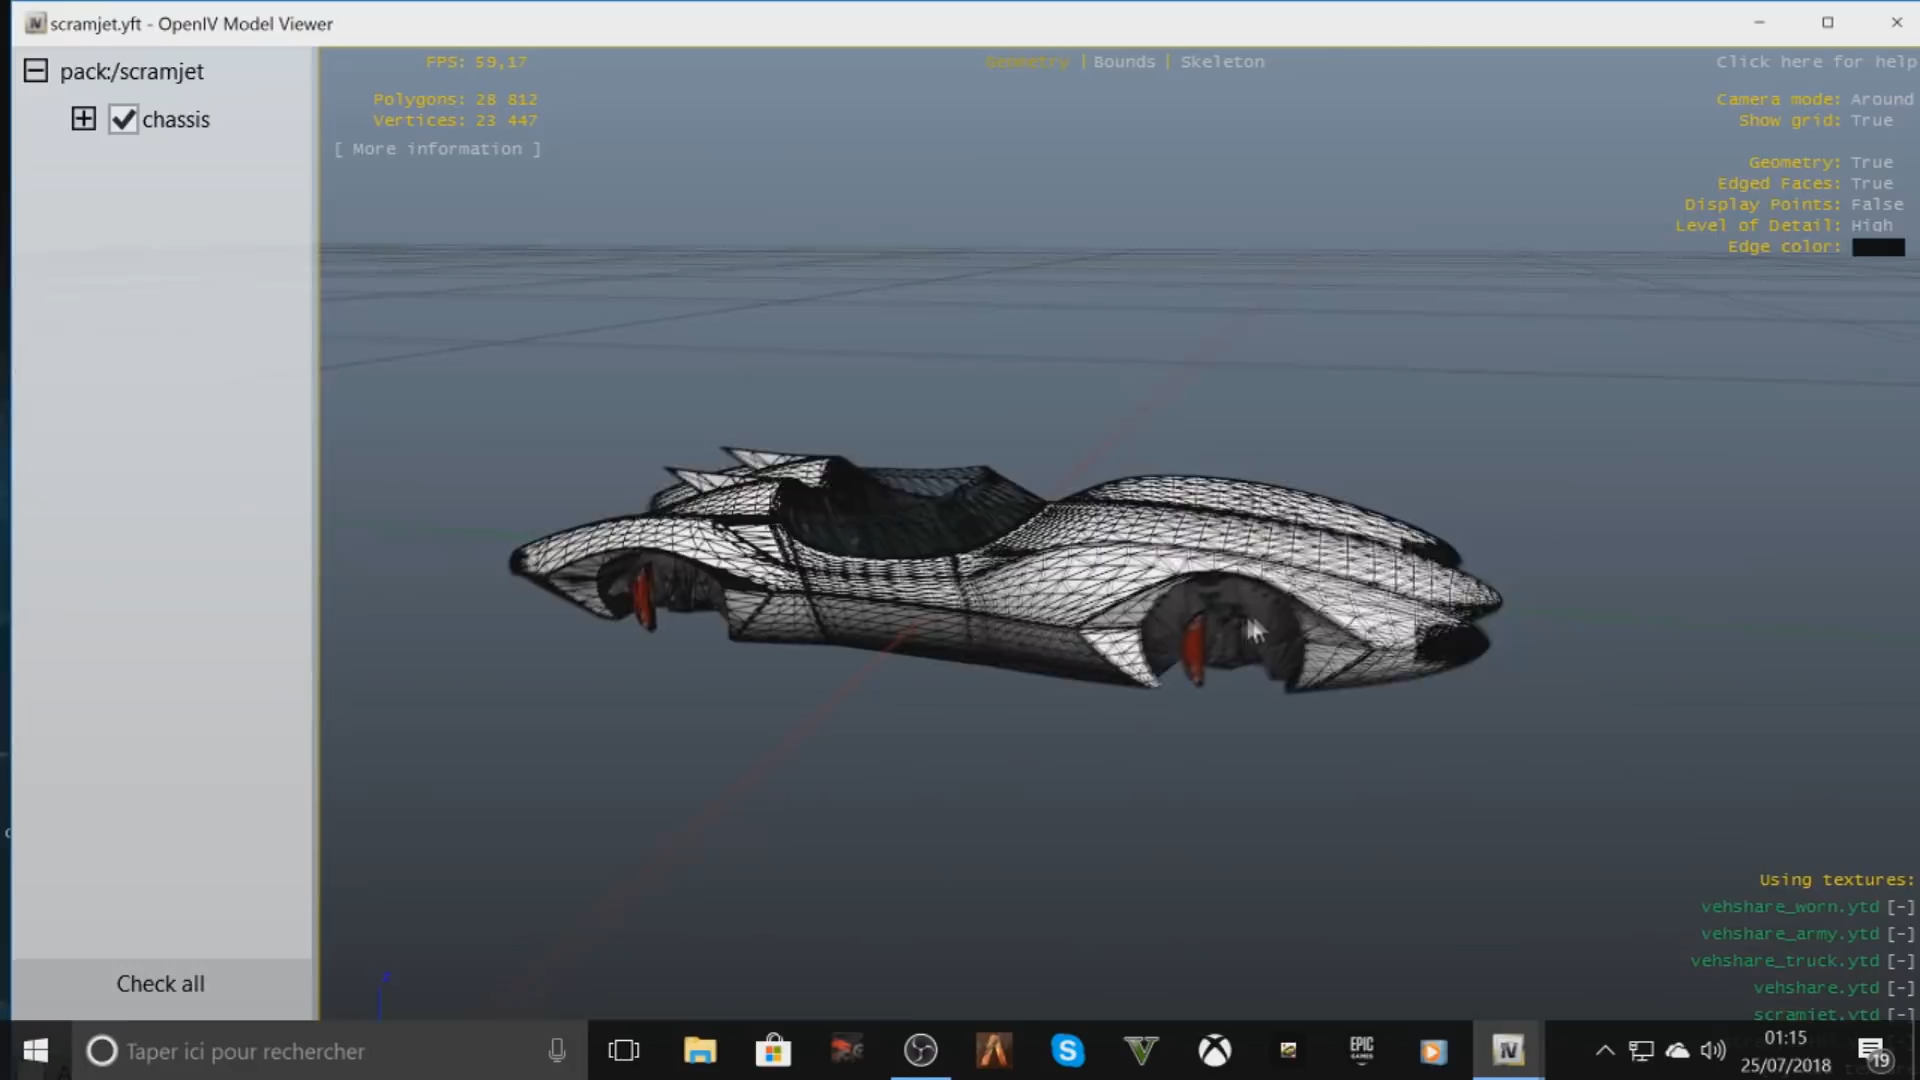 scramjet.yft - OpenIV Model Viewer
pack:/scramjet
chassis
Check all
FPS: 59,17
Polygons: 28 812
Vertices: 23 447
[ More information ]
Geometry | Bounds | Skeleton
Click here for help
Camera mode: Around
Show grid: True
Geometry: True
Edged Faces: True
Display Points: False
Level of Detail: High
Edge color:
Using textures:
vehshare_worn.ytd [-]
vehshare_army.ytd [-]
vehshare_truck.ytd [-]
vehshare.ytd [-]
scramjet.ytd [-]
Taper ici pour rechercher
EPIC
GAMES
01:15
25/07/2018
19